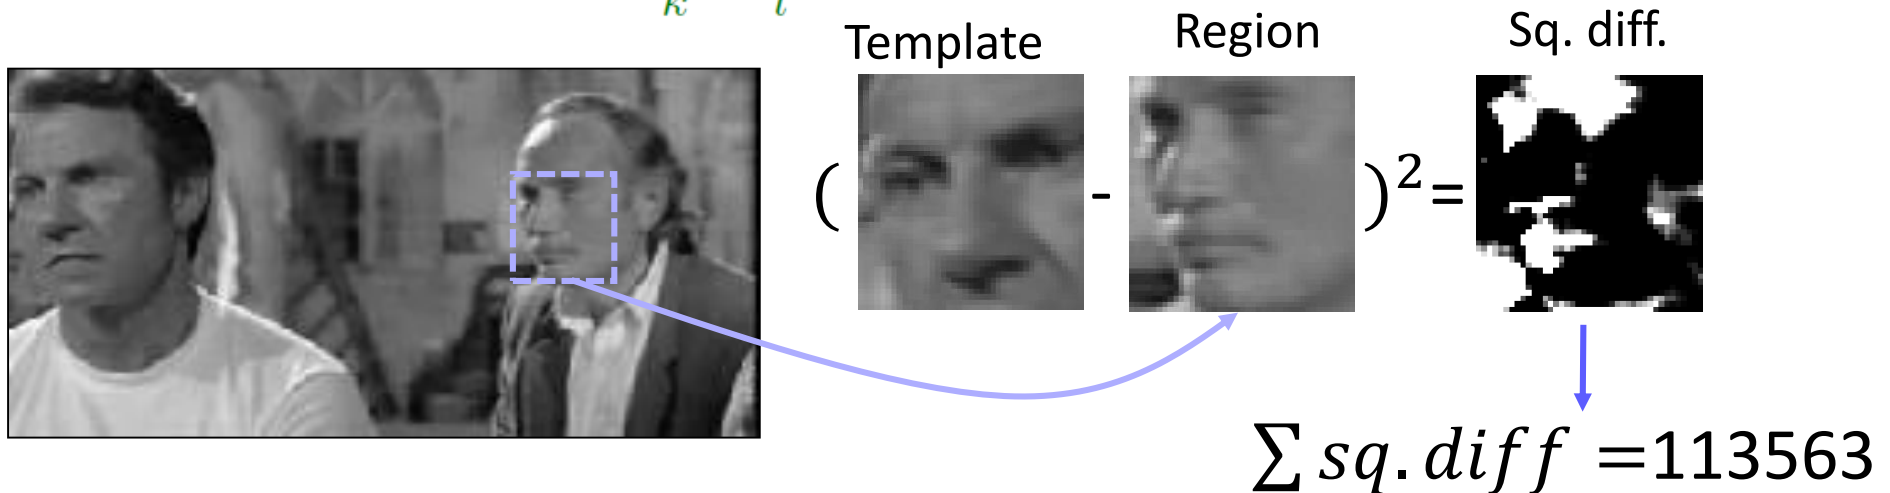 k l
Template Region Sq. diff.
( - )² =
∑ sq. diff = 113563